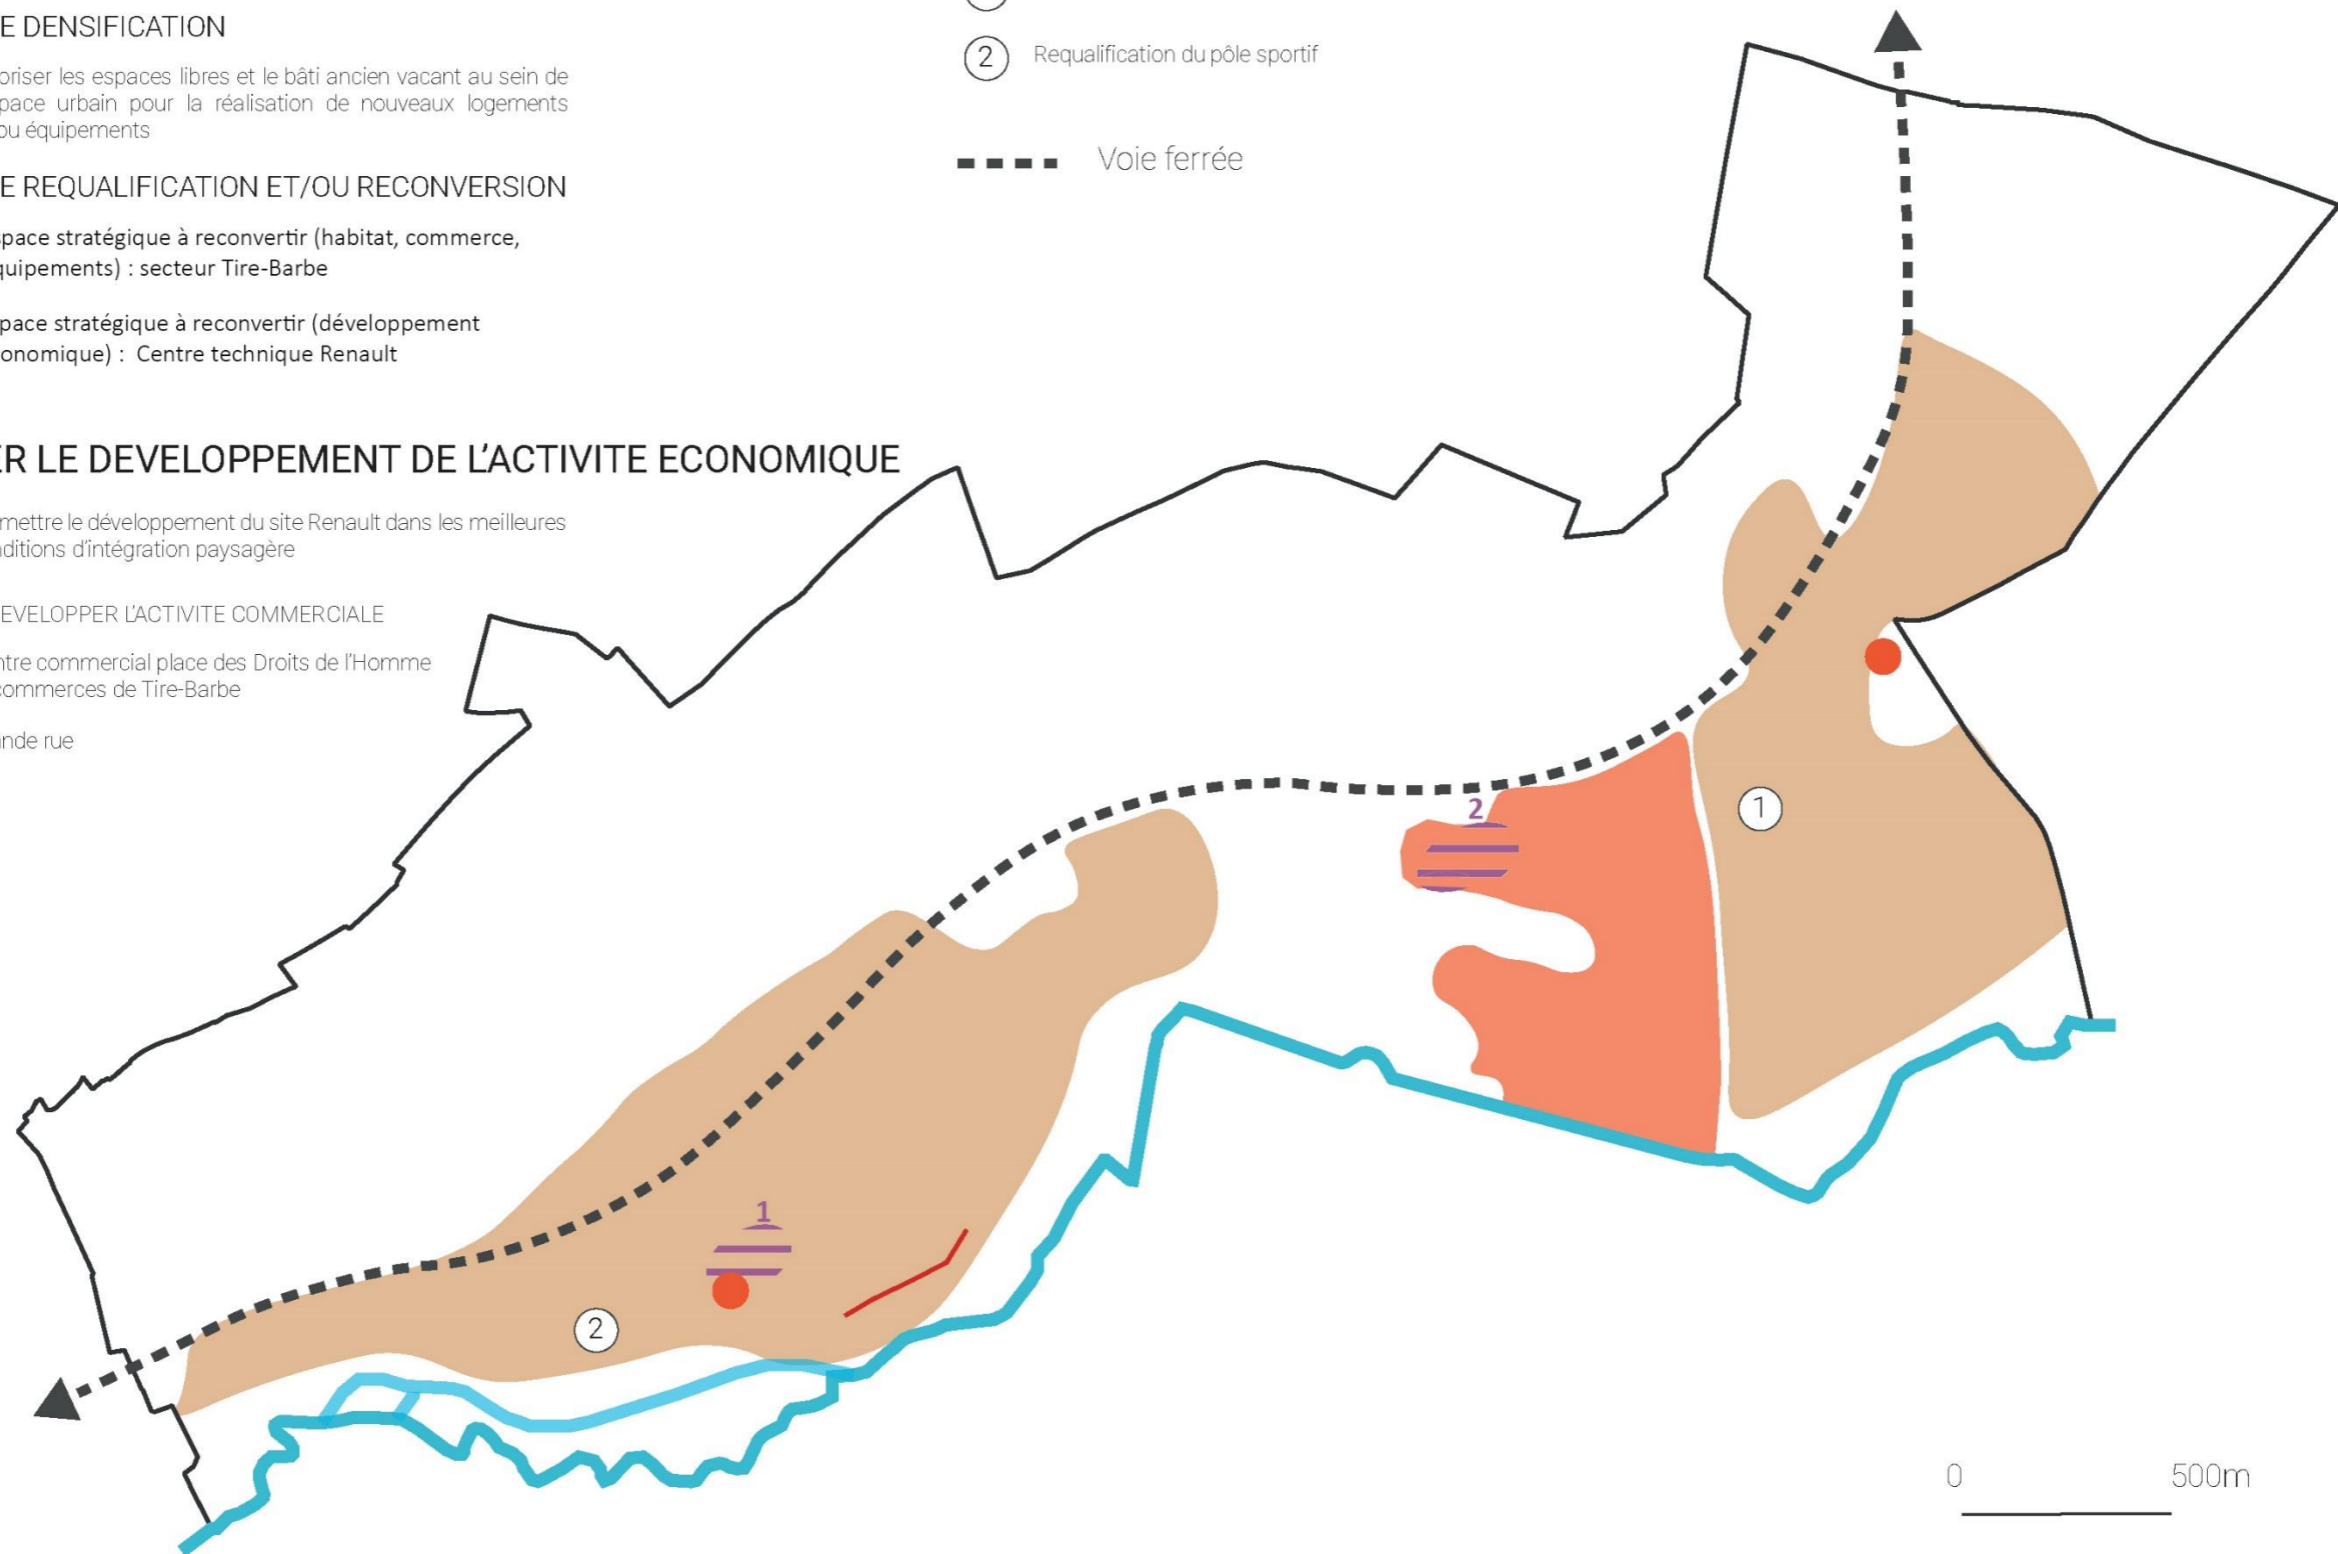 E DENSIFICATION
oriser les espaces libres et le bâti ancien vacant au sein de
pace urbain pour la réalisation de nouveaux logements
ou équipements
E REQUALIFICATION ET/OU RECONVERSION
space stratégique à reconvertir (habitat, commerce,
quipements) : secteur Tire-Barbe
pace stratégique à reconvertir (développement
onomique) : Centre technique Renault
ER LE DEVELOPPEMENT DE L'ACTIVITE ECONOMIQUE
mettre le développement du site Renault dans les meilleures
ditions d'intégration paysagère
EVELOPPER L'ACTIVITE COMMERCIALE
ntre commercial place des Droits de l'Homme
commerces de Tire-Barbe
nde rue
2 Requalification du pôle sportif
Voie ferrée
2
1
1
2
0 500m